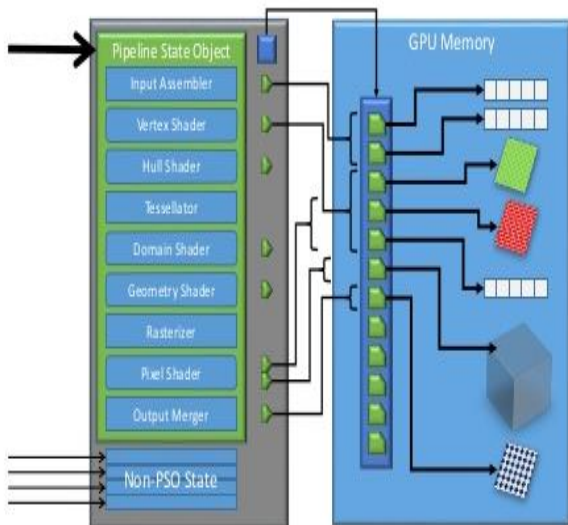 Pipeline State Object
Input Assembler
Vertex Shader
Hull Shader
Tessellator
Domain Shader
Geometry Shader
Rasterizer
Pixel Shader
Output Merger
Non-PSO State
GPU Memory